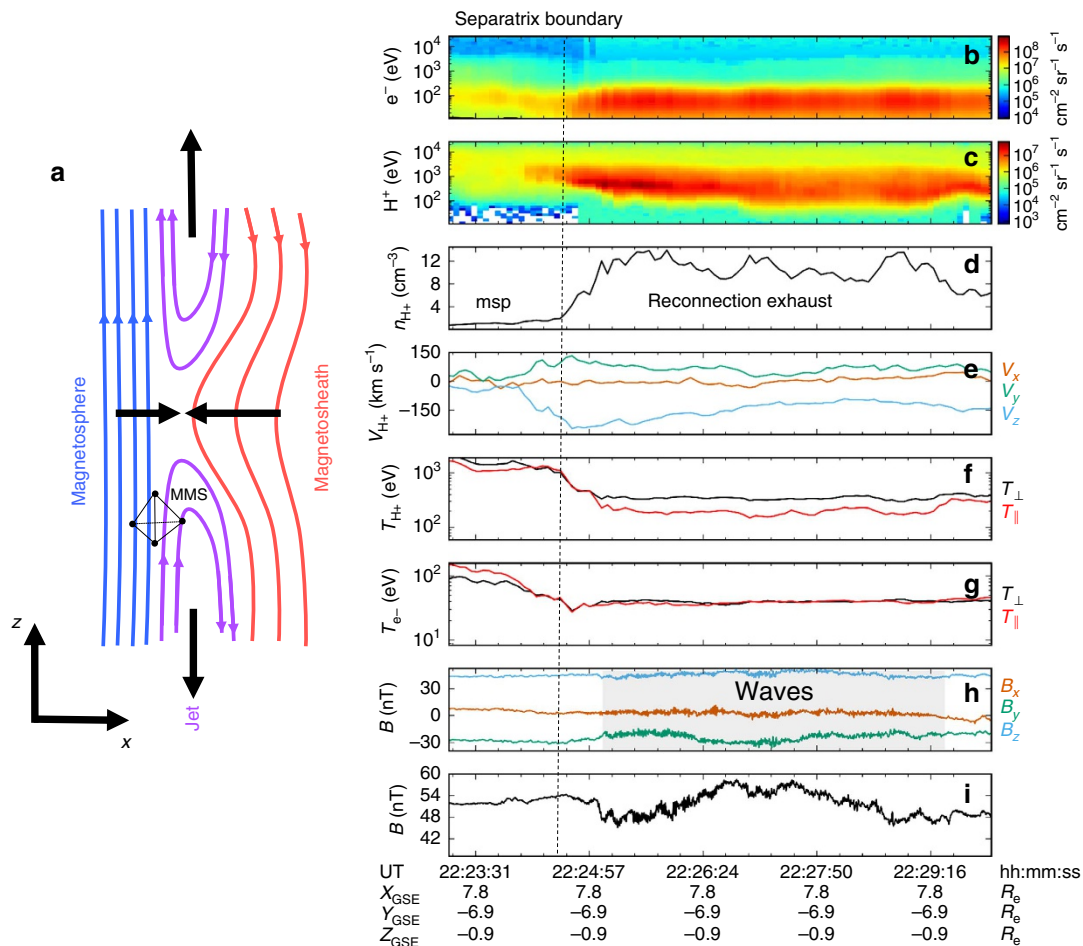 Separatrix boundary
a
Magnetosphere
Magnetosheath
MMS
Jet
z
x
b
e⁻ (eV)
10⁴
10³
10²
10⁸
10⁷
10⁶
10⁵
10⁴
cm⁻² sr⁻¹ s⁻¹
c
H⁺ (eV)
10⁴
10³
10²
10⁷
10⁶
10⁵
10⁴
10³
cm⁻² sr⁻¹ s⁻¹
d
n_H+ (cm⁻³)
12
8
4
msp
Reconnection exhaust
e
V_H+ (km s⁻¹)
150
0
−150
V_x
V_y
V_z
f
T_H+ (eV)
10³
10²
T_⊥
T_∥
g
T_e− (eV)
10²
10¹
T_⊥
T_∥
h
B (nT)
30
0
−30
Waves
B_x
B_y
B_z
i
B (nT)
60
54
48
42
UT 22:23:31 22:24:57 22:26:24 22:27:50 22:29:16 hh:mm:ss
X_GSE 7.8 7.8 7.8 7.8 7.8 R_e
Y_GSE −6.9 −6.9 −6.9 −6.9 −6.9 R_e
Z_GSE −0.9 −0.9 −0.9 −0.9 −0.9 R_e